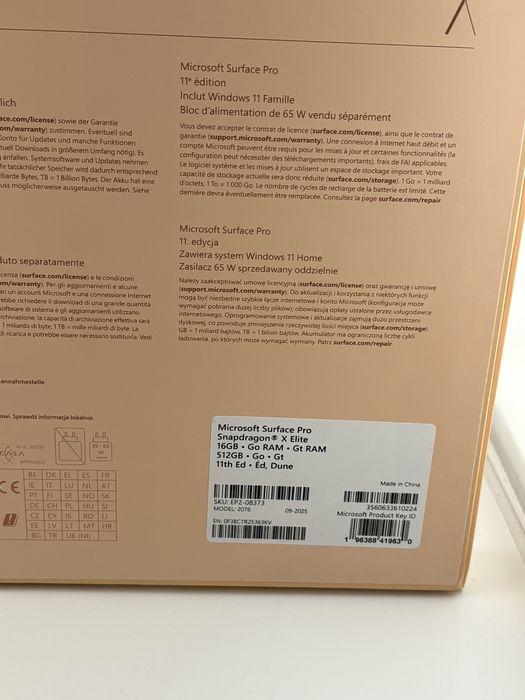 lich
ace.com/license) sowie der Garantie
om/warranty) zustimmen. Eventuell sind
Konto für Updates und manche Funktionen
tuell Downloads in größerem Umfang nötig). Es
anfallen. Systemsoftware und Updates nehmen
hr tatsächlicher Speicher wird dadurch entsprechend
lliarde Bytes, TB = 1 Billion Bytes. Der Akku hat eine
uss möglicherweise ausgetauscht werden. Siehe
Microsoft Surface Pro
11ᵉ édition
Inclut Windows 11 Famille
Bloc d'alimentation de 65 W vendu séparément
Vous devez accepter le contrat de licence (surface.com/license), ainsi que le contrat de
garantie (support.microsoft.com/warranty). Une connexion à Internet haut débit et un
compte Microsoft peuvent être requis pour les mises à jour et certaines fonctionnalités (la
configuration peut nécessiter des téléchargements importants), frais de FAI applicables.
Le logiciel système et les mises à jour utilisent un espace de stockage important. Votre
capacité de stockage actuelle sera donc réduite (surface.com/storage). 1 Go = 1 milliard
d'octets, 1 To = 1 000 Go. Le nombre de cycles de recharge de la batterie est limité. Cette
dernière devra éventuellement être remplacée. Consultez la page surface.com/repair.
duto separatamente
cenza (surface.com/license) e le condizioni
om/warranty). Per gli aggiornamenti e alcune
an un account Microsoft e una connessione Internet
ebbe richiedere il download di una grande quantità
software di sistema e gli aggiornamenti utilizzano
archiviazione; la capacità di archiviazione effettiva sarà
1 miliardo di byte, 1 TB = mille miliardi di byte. La
di ricarica e potrebbe essere necessario sostituirla. Vedi
Microsoft Surface Pro
11. edycja
Zawiera system Windows 11 Home
Zasilacz 65 W sprzedawany oddzielnie
Należy zaakceptować umowę licencyjną (surface.com/license) oraz gwarancję i umowę
(support.microsoft.com/warranty). Do aktualizacji i korzystania z niektórych funkcji
mogą być niezbędne szybkie łącze internetowe i konto Microsoft (konfiguracja może
wymagać pobrania dużej liczby plików); obowiązują opłaty ustalone przez usługodawcę
internetowego. Oprogramowanie systemowe i aktualizacje zajmują dużo przestrzeni
dyskowej, co powoduje zmniejszenie rzeczywistej ilości miejsca (surface.com/storage).
GB = 1 miliard bajtów, TB = 1 bilion bajtów. Akumulator ma ograniczoną liczbę cykli
ładowania, po których może wymagać wymiany. Patrz surface.com/repair.
annahmestelle.
owi. Sprawdź informacje lokalnie.
APPROVED
W
CE
BE DK EL ES FR
IE IT LU NL AT
PT FI SE NO SK
DE CH PL HU SI
CZ CY IS RO LI
EE LV LT MT HR
BG TR UK (NI)
Microsoft Surface Pro
Snapdragon® X Elite
16GB • Go RAM • Gt RAM
512GB • Go • Gt
11th Ed • Éd, Dune
Made in China
SKU: EP2-08373
MODEL: 2076 09-2025
3560633610224
Microsoft Product Key ID
SN: 0F38C7R25363KV
1 96388 41963 0